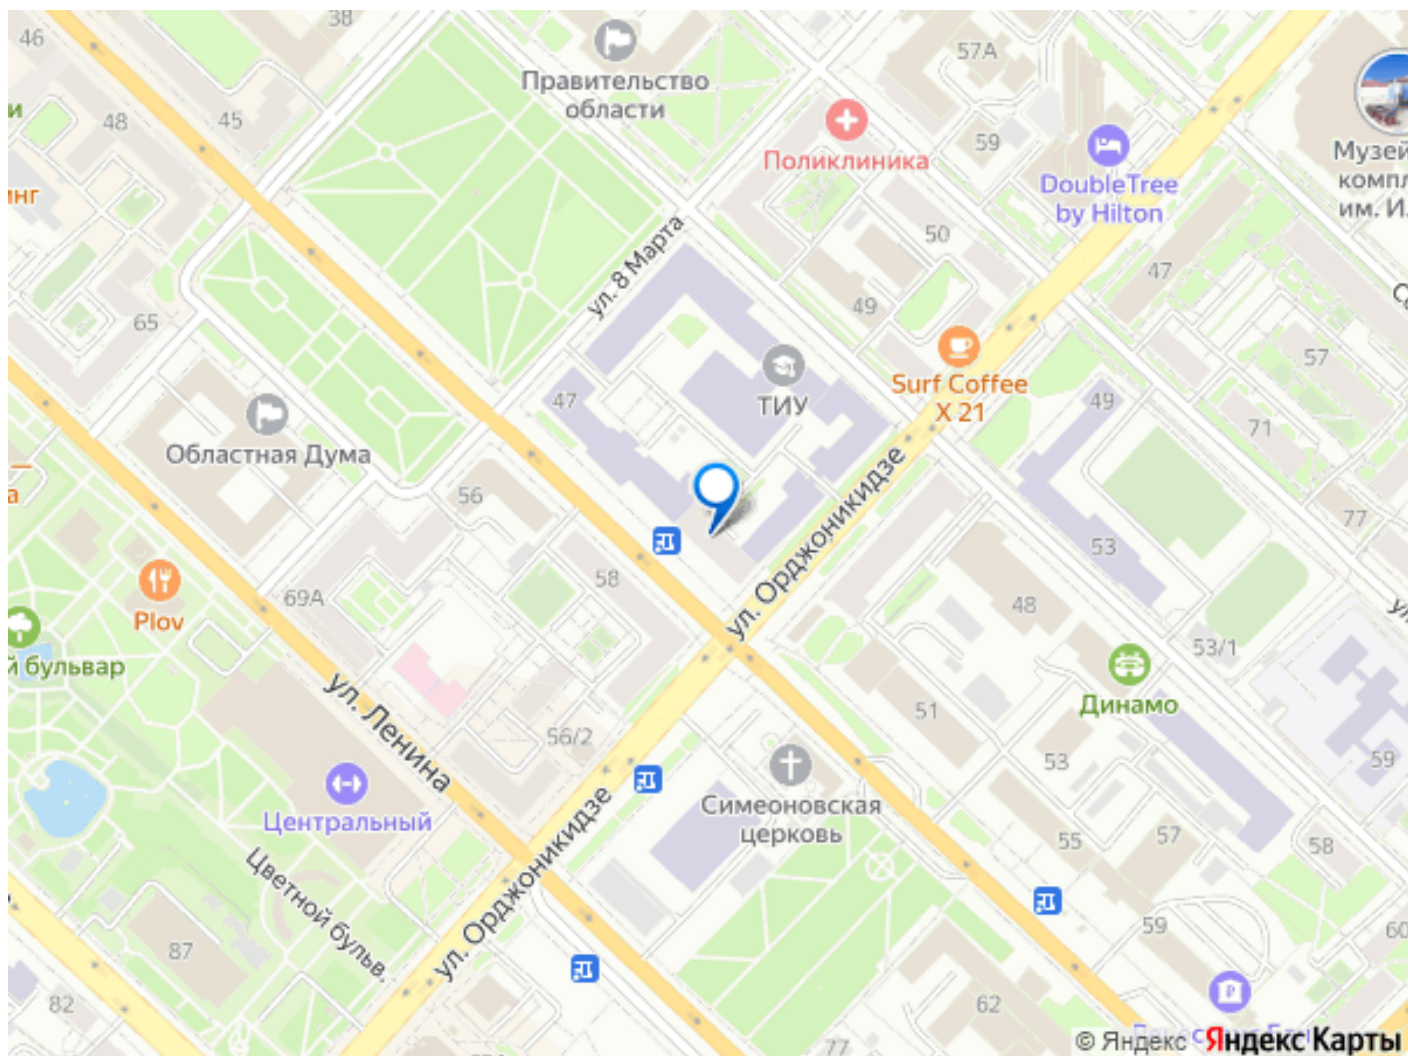 38
46
57А
Правительство
области
и
48
45
59
Поликлиника
Музей
компл
им. И.
DoubleTree
by Hilton
инг
50
ул. 8 Марта
47
49
65
57
Surf Coffee
X 21
47
ТИУ
49
71
Областная Дума
56
а
77
53
ул. Орджоникидзе
58
69А
48
Plov
53/1
й бульвар
Динамо
ул. Ленина
51
56/2
53
59
Симеоновская
церковь
Центральный
55
57
58
Цветной бульв.
ул. Орджоникидзе
87
59
60
82
62
77
© Яндекс
Яндекс Карты